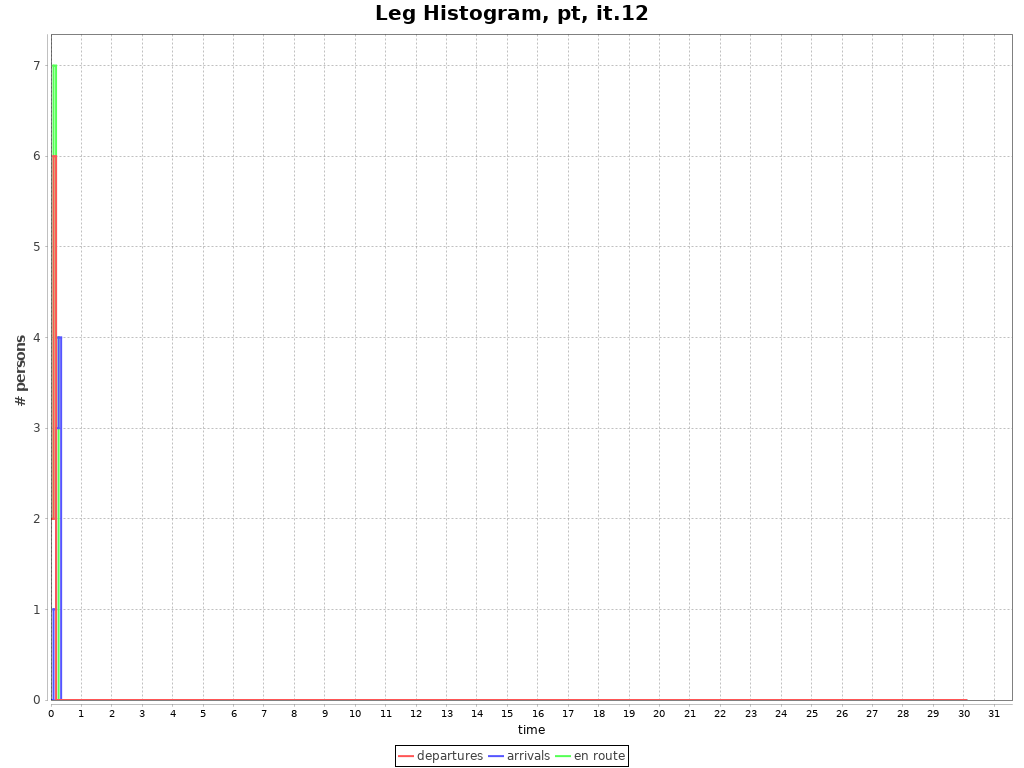 Leg Histogram, pt, it.12
# persons
7
6
5
4
3
2
1
0
0 1 2 3 4 5 6 7 8 9 10 11 12 13 14 15 16 17 18 19 20 21 22 23 24 25 26 27 28 29 30 31
time
departures arrivals en route